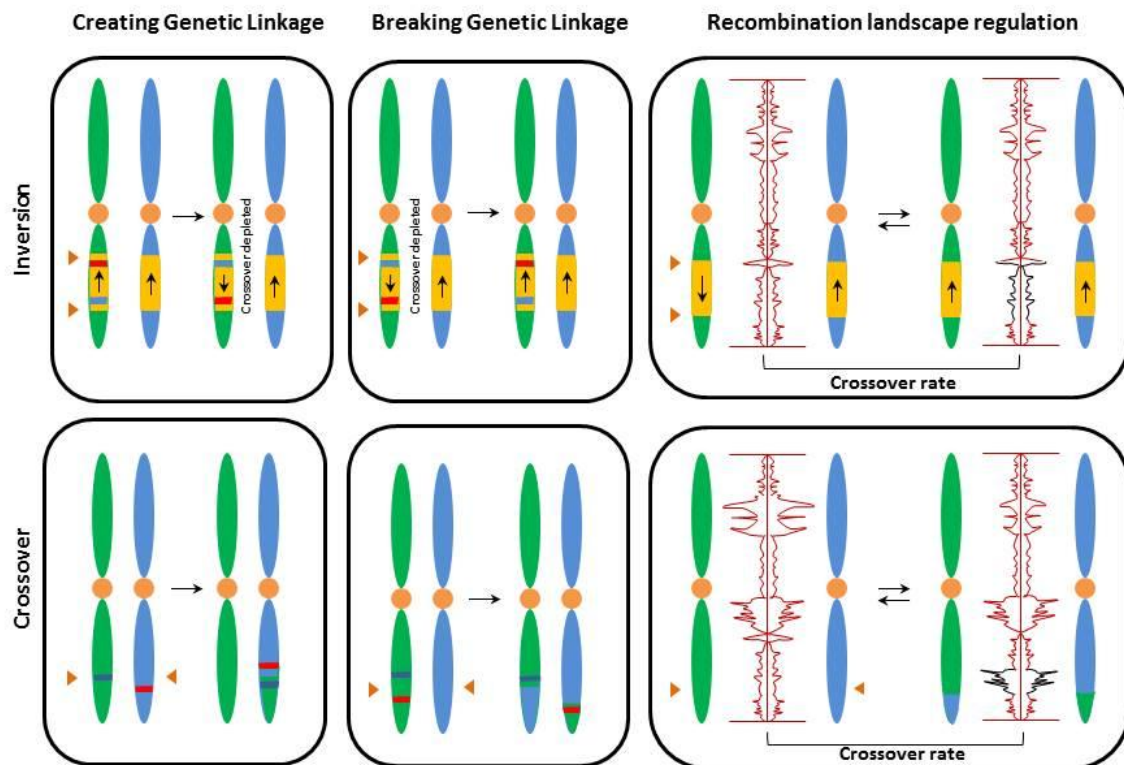 Creating Genetic Linkage
Breaking Genetic Linkage
Recombination landscape regulation
Inversion
Crossover depleted
Crossover depleted
Crossover rate
Crossover
Crossover rate